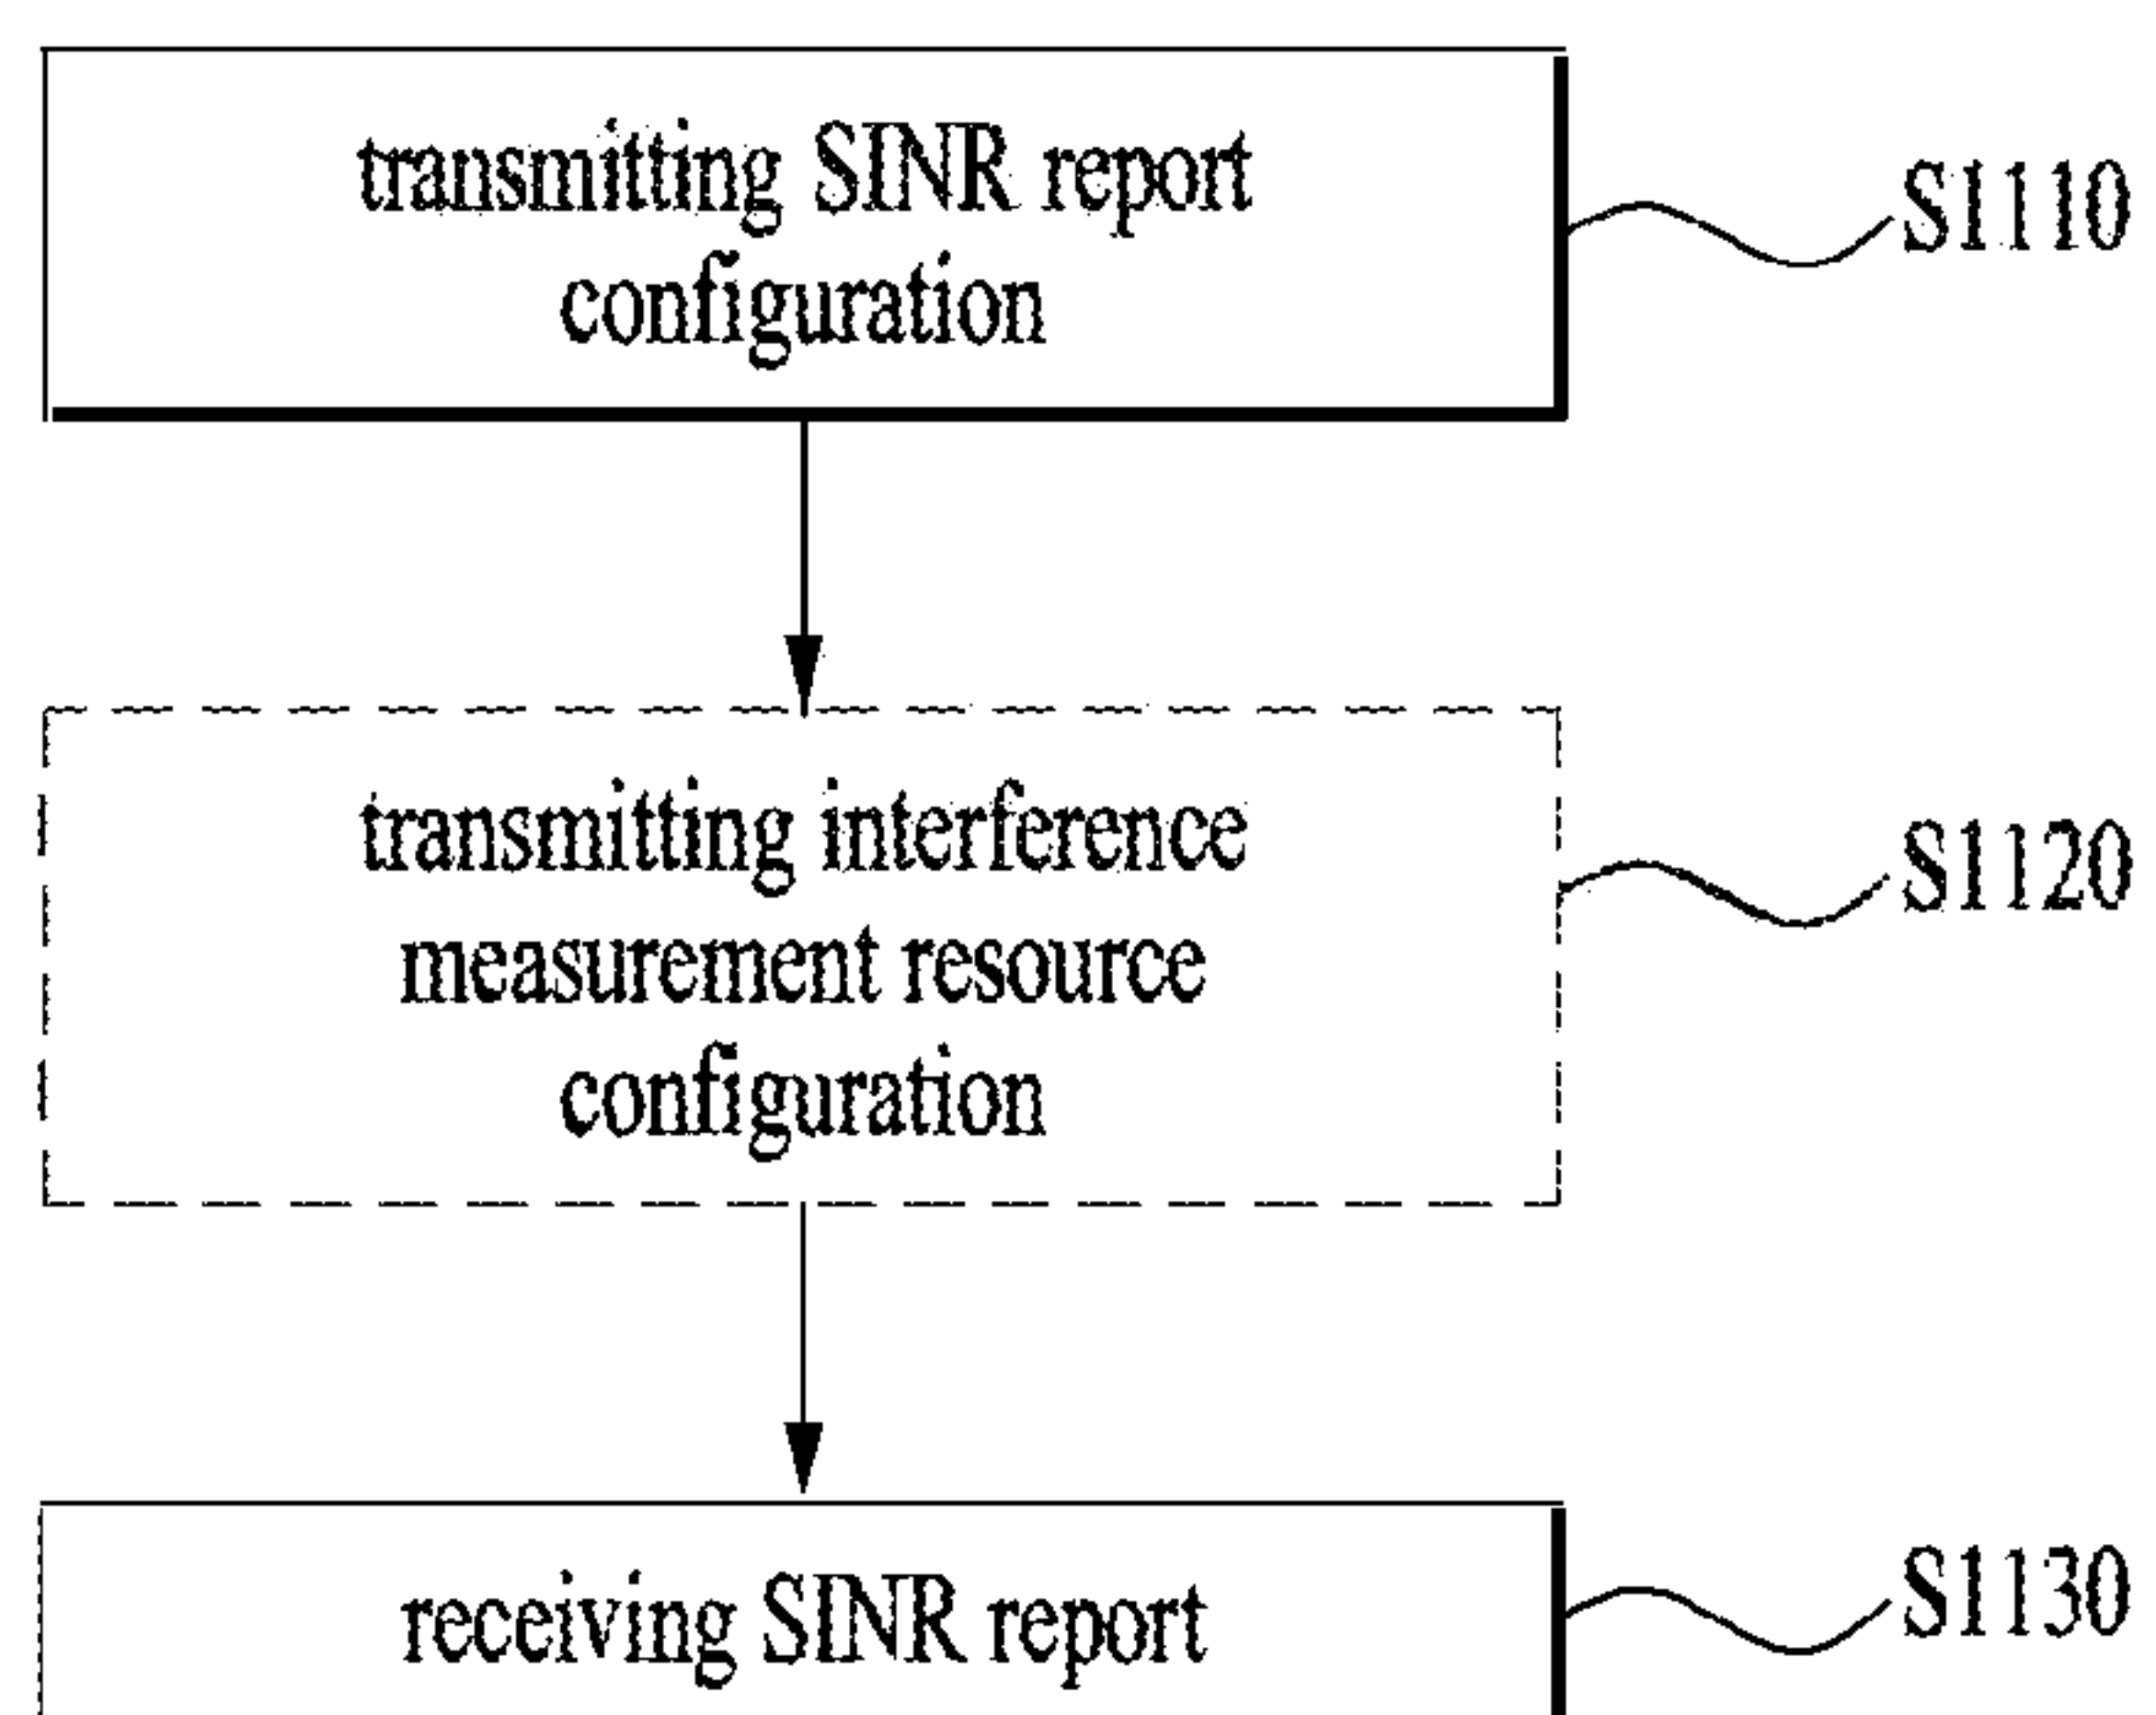 transmitting SINR report
configuration
S1110
transmitting interference
measurement resource
configuration
S1120
receiving SINR report
S1130